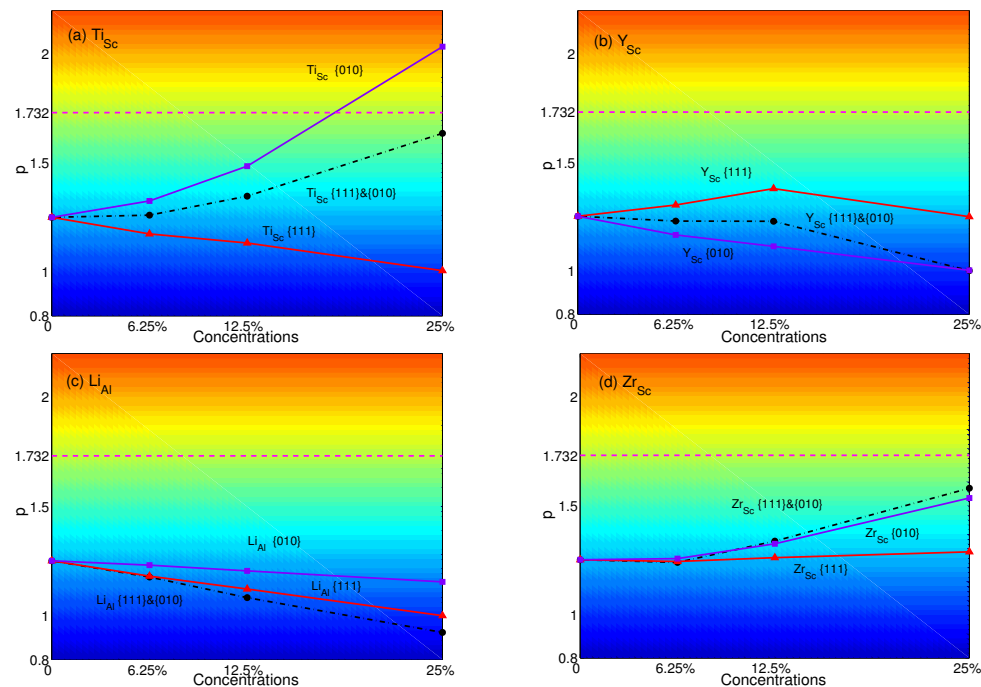 (a) Ti_Sc
2
Ti_Sc {010}
1.732
p
1.5
Ti_Sc {111}&{010}
Ti_Sc {111}
1
0.8
0 6.25% 12.5% 25%
Concentrations
(b) Y_Sc
2
1.732
p
1.5
Y_Sc {111}
Y_Sc {111}&{010}
Y_Sc {010}
1
0.8
0 6.25% 12.5% 25%
Concentrations
(c) Li_Al
2
1.732
p
1.5
Li_Al {010}
Li_Al {111}
Li_Al {111}&{010}
1
0.8
0 6.25% 12.5% 25%
Concentrations
(d) Zr_Sc
2
1.732
p
1.5
Zr_Sc {111}&{010}
Zr_Sc {010}
Zr_Sc {111}
1
0.8
0 6.25% 12.5% 25%
Concentrations